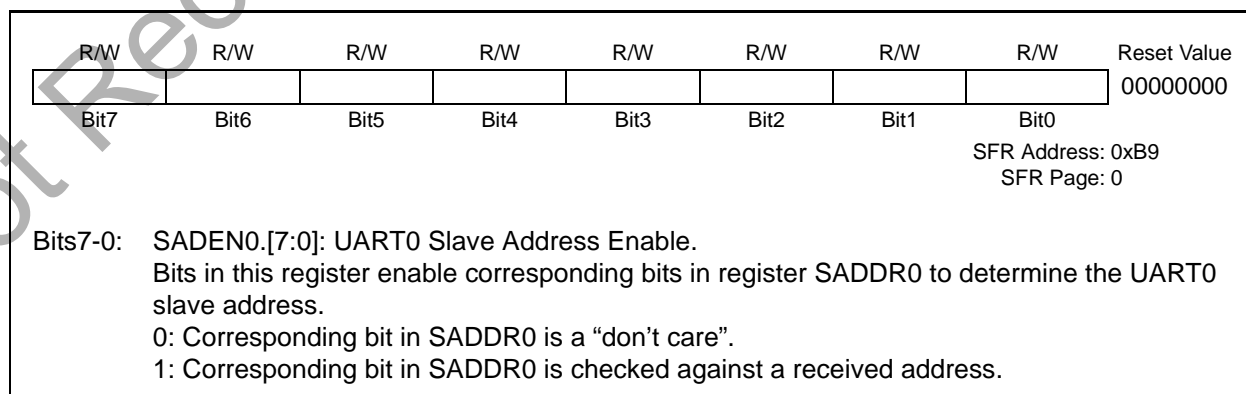 R/W R/W R/W R/W R/W R/W R/W R/W Reset Value
00000000
Bit7 Bit6 Bit5 Bit4 Bit3 Bit2 Bit1 Bit0
SFR Address: 0xB9
SFR Page: 0
Bits7-0: SADEN0.[7:0]: UART0 Slave Address Enable.
Bits in this register enable corresponding bits in register SADDR0 to determine the UART0
slave address.
0: Corresponding bit in SADDR0 is a “don’t care”.
1: Corresponding bit in SADDR0 is checked against a received address.